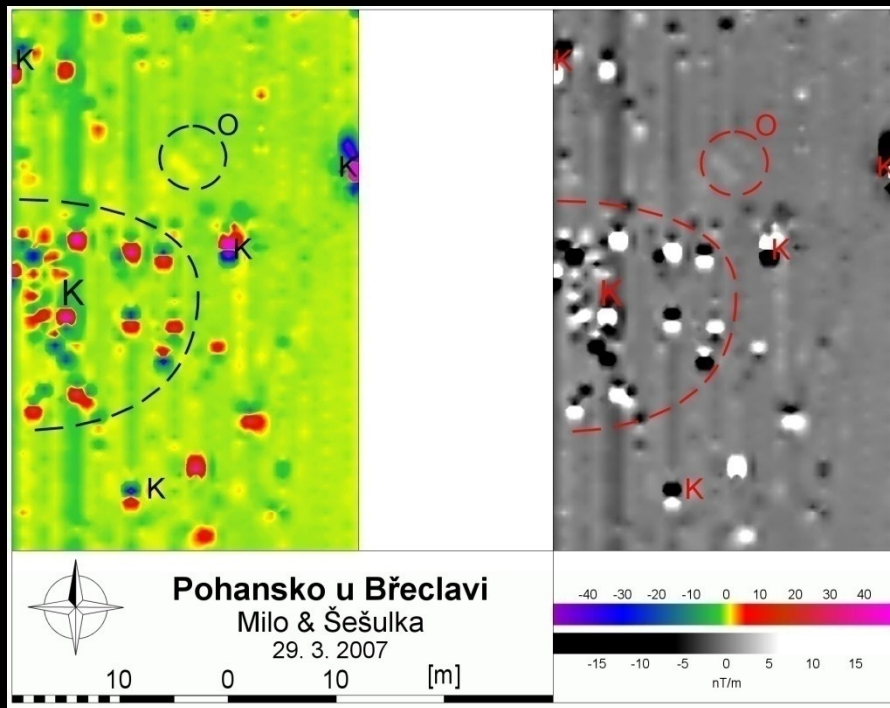 K
O
K
K
K
K
K
O
K
K
K
K
Pohansko u Břeclavi
Milo & Šešulka
29. 3. 2007
10 0 10 [m]
-40 -30 -20 -10 0 10 20 30 40
-15 -10 -5 0 5 10 15
nT/m